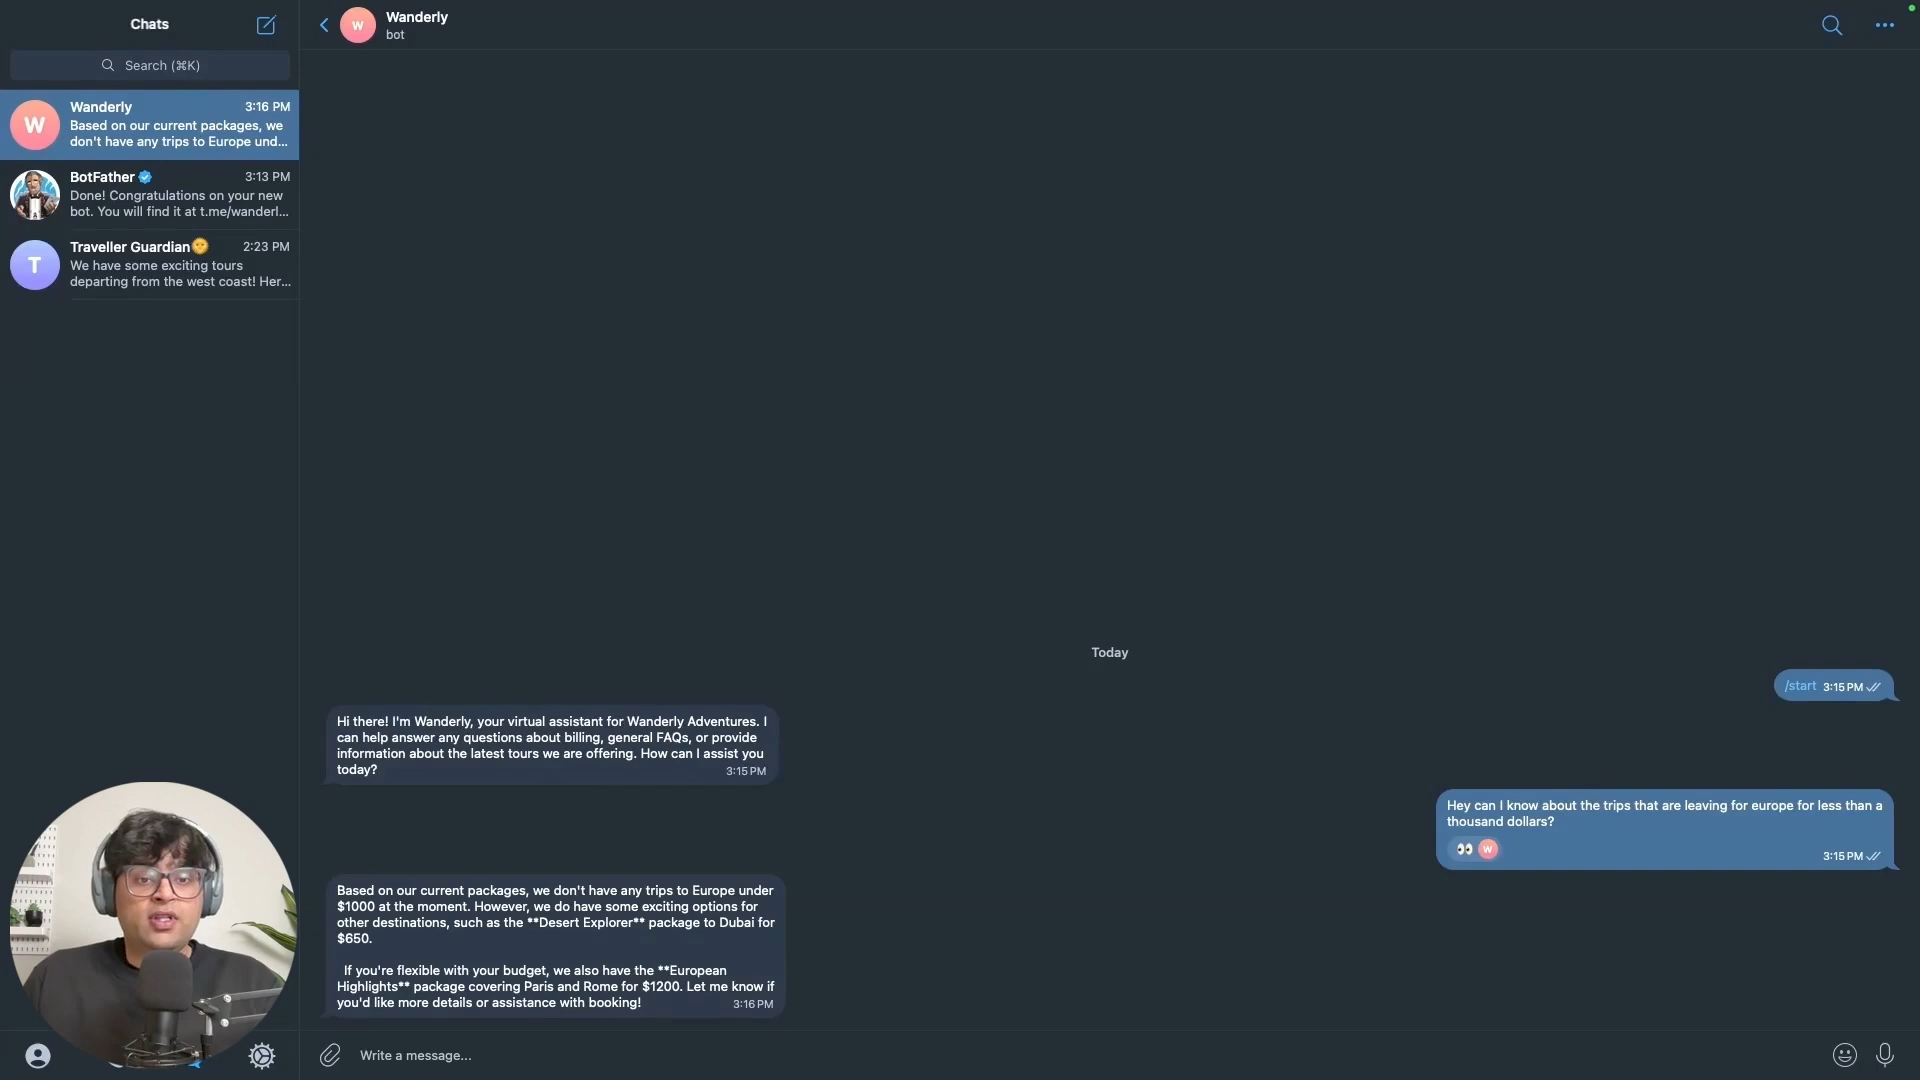 Chats
Search (⌘K)
W
Wanderly
3:16 PM
Based on our current packages, we
don't have any trips to Europe und...
BotFather
3:13 PM
Done! Congratulations on your new
bot. You will find it at t.me/wanderl...
T
Traveller Guardian
2:23 PM
We have some exciting tours
departing from the west coast! Her...
W
Wanderly
bot
Today
/start 3:15 PM
Hi there! I'm Wanderly, your virtual assistant for Wanderly Adventures. I
can help answer any questions about billing, general FAQs, or provide
information about the latest tours we are offering. How can I assist you
today?
3:15 PM
Hey can I know about the trips that are leaving for europe for less than a
thousand dollars?
👀 W
3:15 PM
Based on our current packages, we don't have any trips to Europe under
$1000 at the moment. However, we do have some exciting options for
other destinations, such as the **Desert Explorer** package to Dubai for
$650.
If you're flexible with your budget, we also have the **European
Highlights** package covering Paris and Rome for $1200. Let me know if
you'd like more details or assistance with booking!
3:16 PM
Write a message...